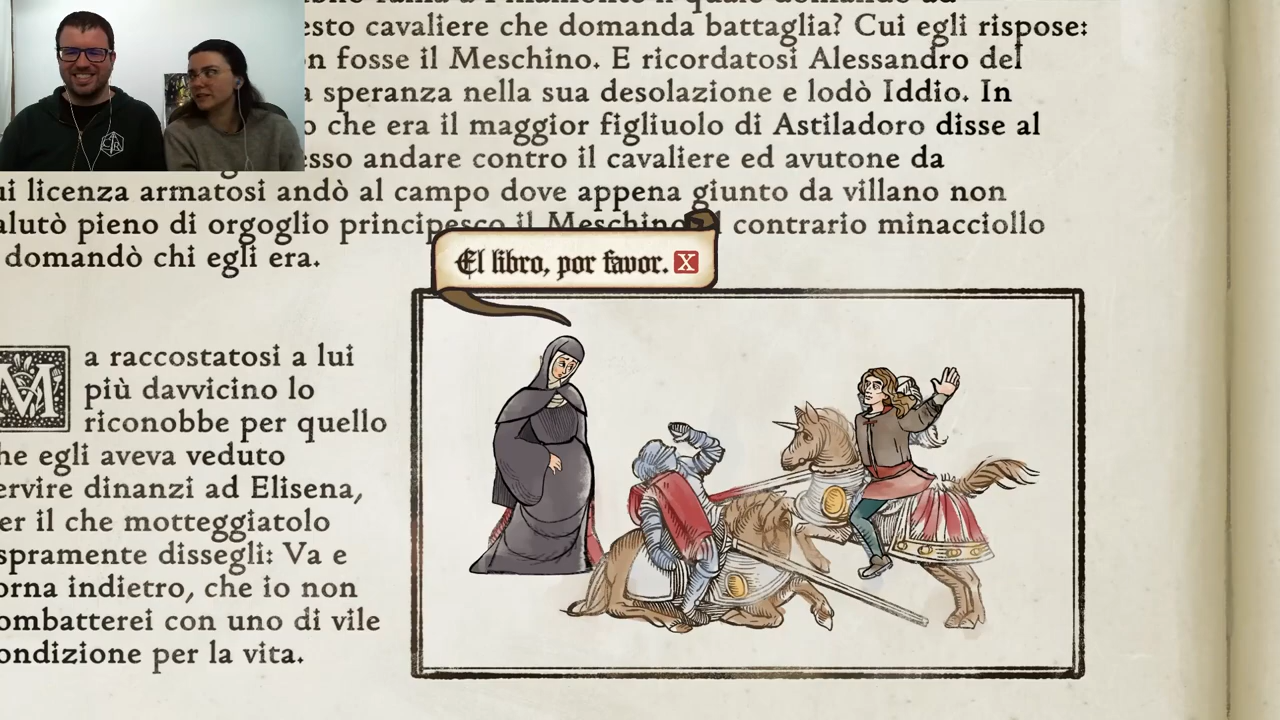 esto cavaliere che domanda battaglia? Cui egli rispose:
fosse il Meschino. E ricordatosi Alessandro del
speranza nella sua desolazione e lodò Iddio. In
che era il maggior figliuolo di Astiladoro disse al
esso andare contro il cavaliere ed avutone da
ui licenza armatosi andò al campo dove appena giunto da villano non
alutò pieno di orgoglio principesco il Meschino contrario minacciollo
domandò chi egli era.
El libro, por favor. X
Ma raccostatosi a lui
più davvicino lo
riconobbe per quello
he egli aveva veduto
ervire dinanzi ad Elisena,
er il che motteggiatolo
spramente dissegli: Va e
orna indietro, che io non
ombatterei con uno di vile
ondizione per la vita.